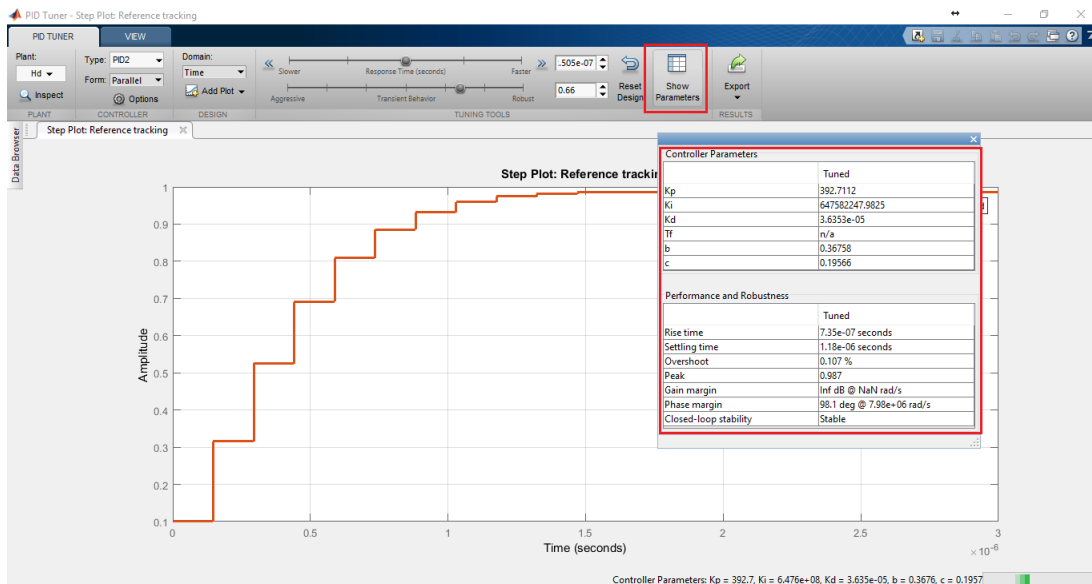 PID Tuner - Step Plot: Reference tracking
PID TUNER
VIEW
Plant:
Hd
Inspect
PLANT
Type: PID2
Form: Parallel
Options
CONTROLLER
Domain:
Time
Add Plot
DESIGN
Slower
Response Time (seconds)
Faster
.505e-07
Aggressive
Transient Behavior
Robust
0.66
Reset
Design
TUNING TOOLS
Show
Parameters
Export
RESULTS
Data Browser
Step Plot: Reference tracking
Step Plot: Reference trackin
Controller Parameters
Tuned
Kp 392.7112
Ki 647582247.9825
Kd 3.6353e-05
Tf n/a
b 0.36758
c 0.19566
Performance and Robustness
Tuned
Rise time 7.35e-07 seconds
Settling time 1.18e-06 seconds
Overshoot 0.107 %
Peak 0.987
Gain margin Inf dB @ NaN rad/s
Phase margin 98.1 deg @ 7.98e+06 rad/s
Closed-loop stability Stable
Amplitude
1
0.9
0.8
0.7
0.6
0.5
0.4
0.3
0.2
0.1
0 0.5 1 1.5 2 2.5 3
Time (seconds)
×10-6
Controller Parameters: Kp = 392.7, Ki = 6.476e+08, Kd = 3.635e-05, b = 0.3676, c = 0.1957